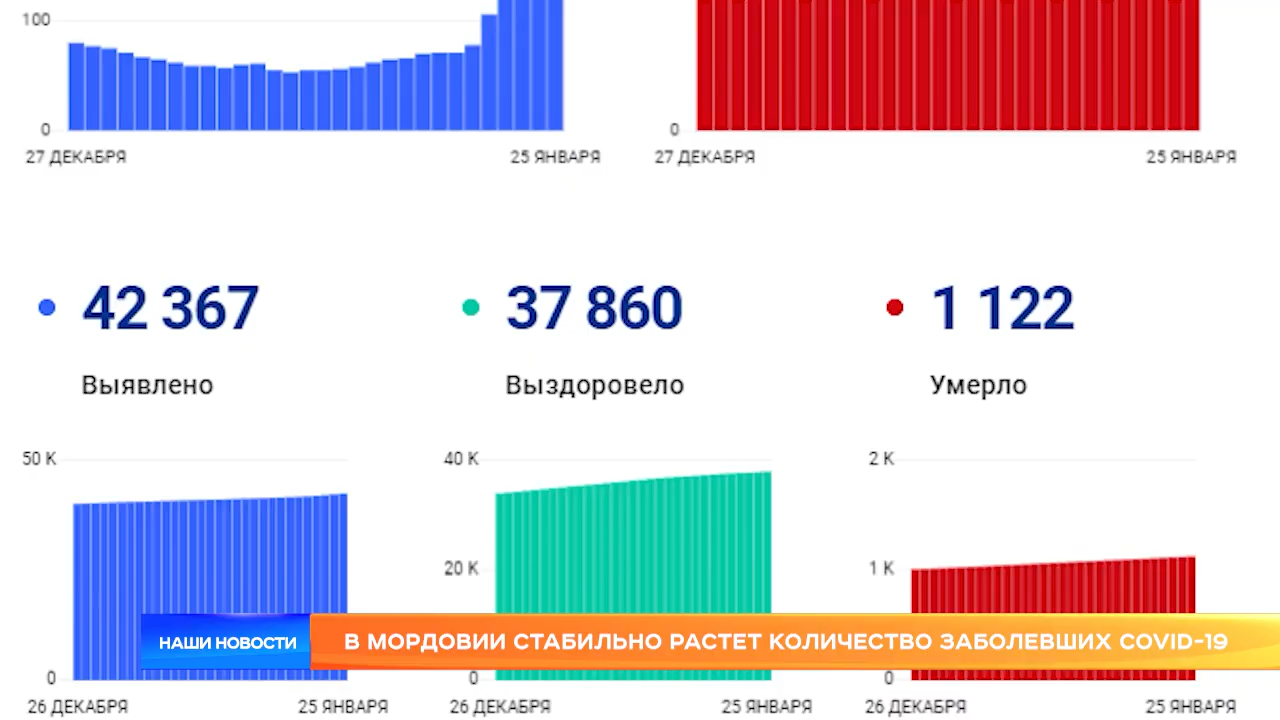 100
0
0
27 ДЕКАБРЯ
25 ЯНВАРЯ
27 ДЕКАБРЯ
25 ЯНВАРЯ
42 367
37 860
1 122
Выявлено
Выздоровело
Умерло
50 K
40 K
2 K
20 K
1 K
НАШИ НОВОСТИ
В МОРДОВИИ СТАБИЛЬНО РАСТЕТ КОЛИЧЕСТВО ЗАБОЛЕВШИХ COVID-19
0
0
0
26 ДЕКАБРЯ
25 ЯНВАРЯ
26 ДЕКАБРЯ
25 ЯНВАРЯ
26 ДЕКАБРЯ
25 ЯНВАРЯ